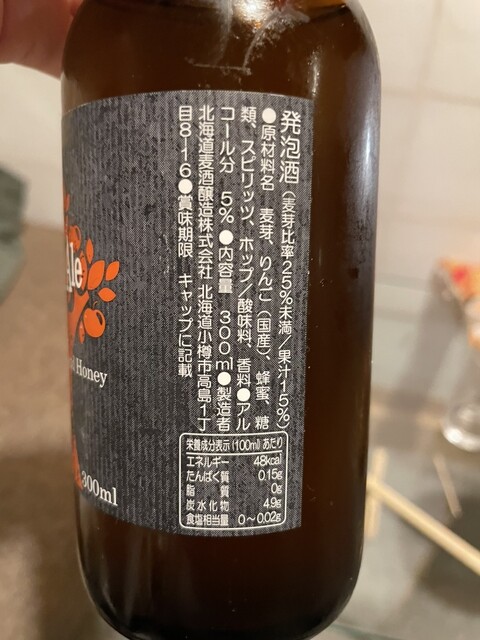 発泡酒(麦芽比率25%未満/果汁15%)
●原材料名 麦芽、りんご(国産)、蜂蜜、糖
類、スピリッツ、ホップ/酸味料、香料●アル
コール分 5%●内容量 300ml●製造者
北海道麦酒醸造株式会社 北海道小樽市高島1丁
目8-16●賞味期限 キャップに記載
栄養成分表示(100ml)あたり
エネルギー 48kcal
たんぱく質 0.15g
脂質 0g
炭水化物 4.9g
食塩相当量 0~0.02g
Ale
Honey
300ml